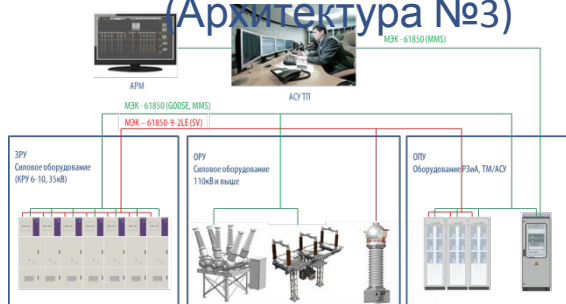 (Архитектура №3)
МЭК - 61850 (MMS)
АРМ
АСУ ТП
МЭК - 61850 (GOOSE, MMS)
МЭК – 61850-9-2LE (SV)
ЗРУ
Силовое оборудование
(КРУ 6-10, 35кВ)
ОРУ
Силовое оборудование
110кВ и выше
ОПУ
Оборудование РЗиА, ТМ/АСУ